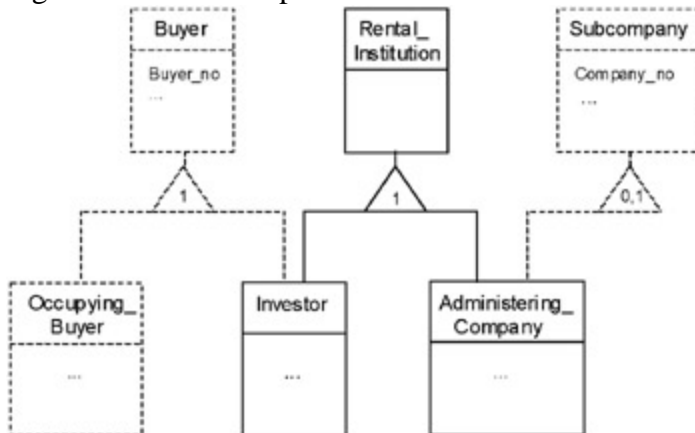 Buyer
Buyer_no
...
Rental_
Institution
Subcompany
Company_no
...
1
1
0,1
Occupying_
Buyer
...
Investor
...
Administering_
Company
...